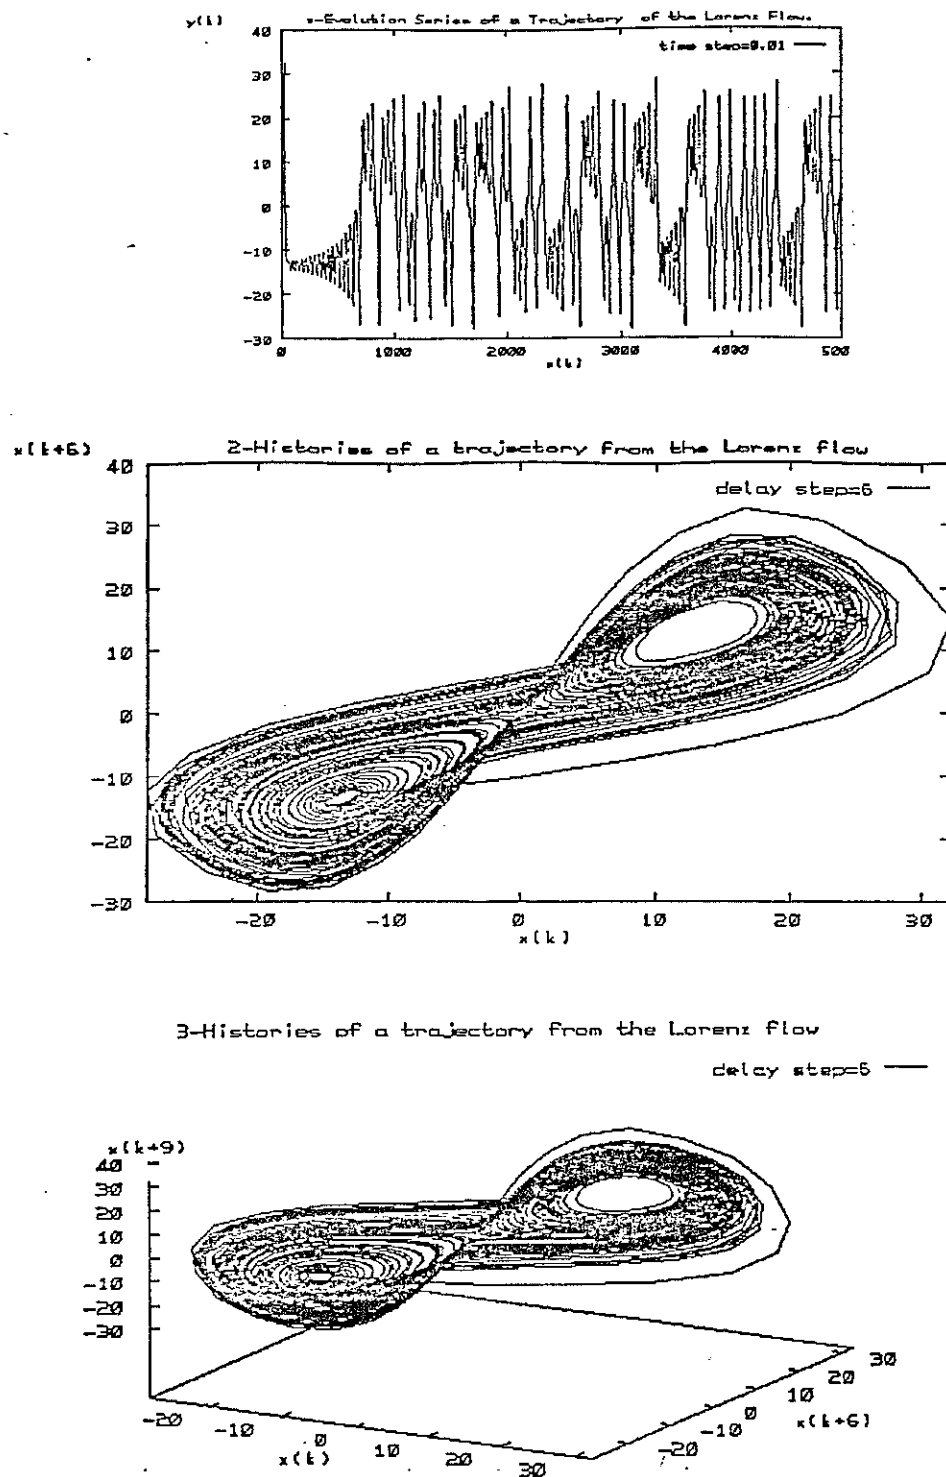 y(k)
x-Evolution Series of a Trajectory of the Lorenz Flow.
time step=0.01
40
30
20
10
0
-10
-20
-30
0 1000 2000 3000 4000 500
x(k)
x(k+6)
2-Histories of a trajectory from the Lorenz flow
delay step=6
40
30
20
10
0
-10
-20
-30
-20 -10 0 10 20 30
x(k)
3-Histories of a trajectory from the Lorenz flow
delay step=6
x(k+9)
40
30
20
10
0
-10
-20
-30
-20 0 10 20 30
x(k)
-20 -10 0 10 20 30
x(k+6)